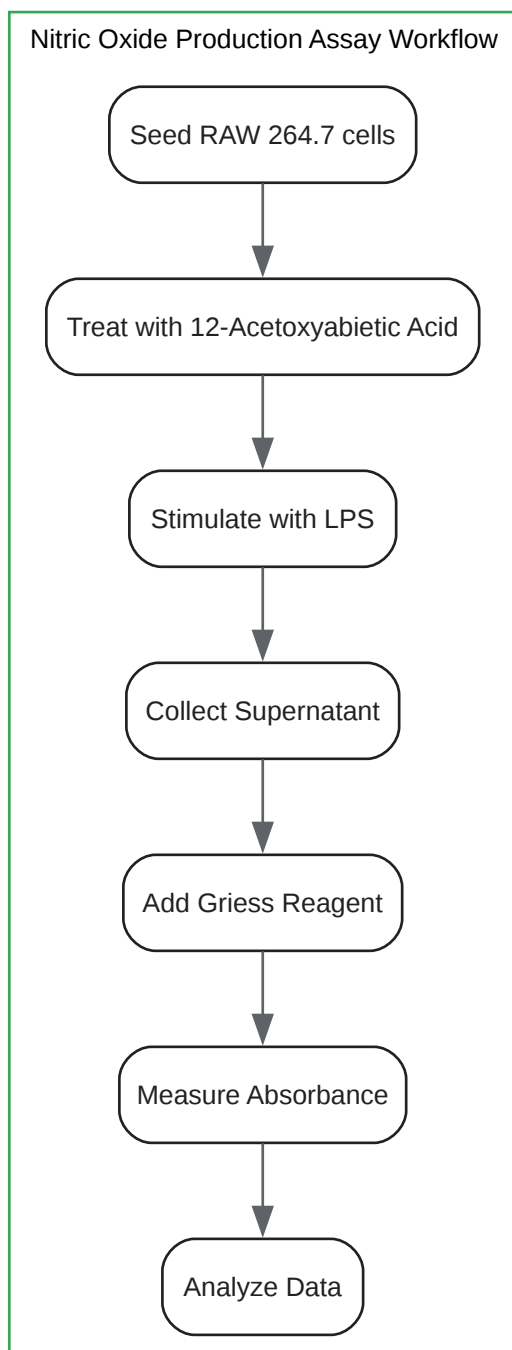 Nitric Oxide Production Assay Workflow
Seed RAW 264.7 cells
Treat with 12-Acetoxyabietic Acid
Stimulate with LPS
Collect Supernatant
Add Griess Reagent
Measure Absorbance
Analyze Data